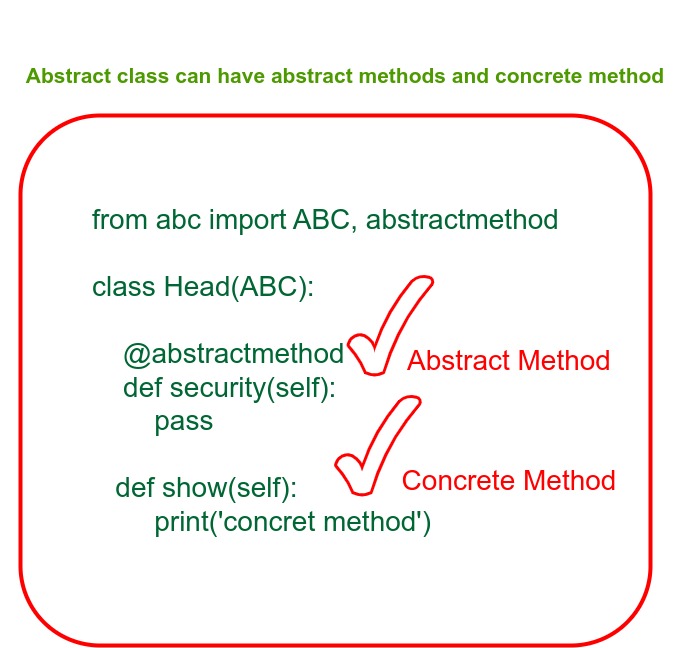 Abstract class can have abstract methods and concrete method
from abc import ABC, abstractmethod
class Head(ABC):
@abstractmethod
Abstract Method
def security(self):
pass
Concrete Method
def show(self):
print('concret method')